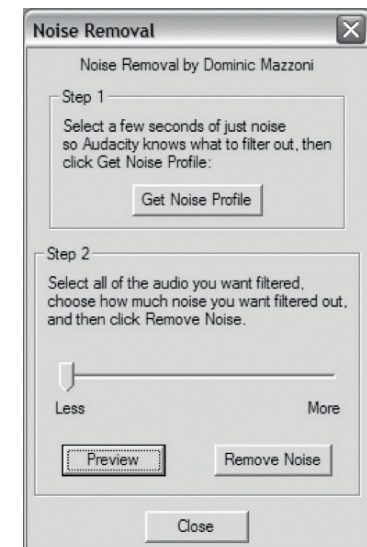 Noise Removal
Noise Removal by Dominic Mazzoni
Step 1
Select a few seconds of just noise
so Audacity knows what to filter out, then
click Get Noise Profile:
Get Noise Profile
Step 2
Select all of the audio you want filtered,
choose how much noise you want filtered out,
and then click Remove Noise.
Less More
Preview Remove Noise
Close